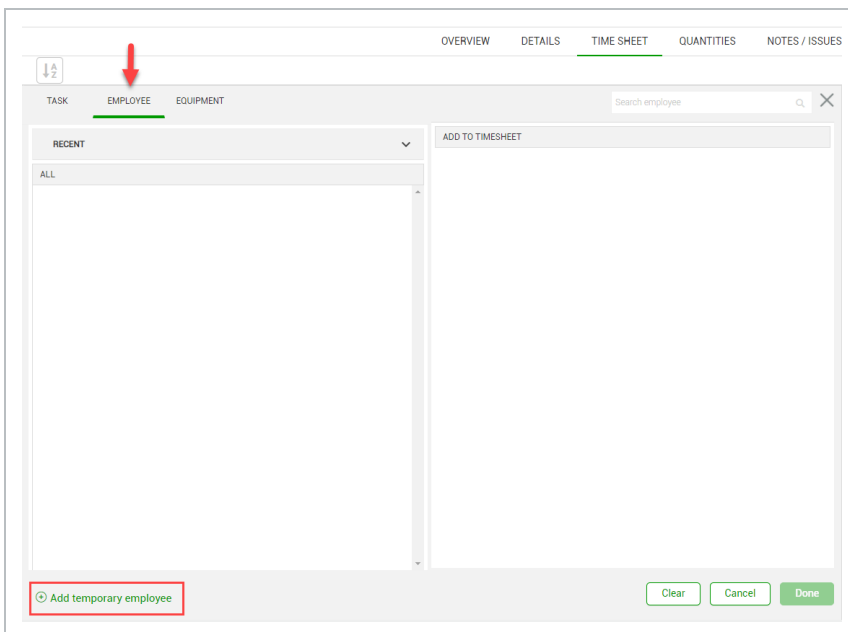 OVERVIEW DETAILS TIME SHEET QUANTITIES NOTES / ISSUES
A
Z
TASK EMPLOYEE EQUIPMENT Search employee
RECENT
ADD TO TIMESHEET
ALL
Add temporary employee
Clear Cancel Done